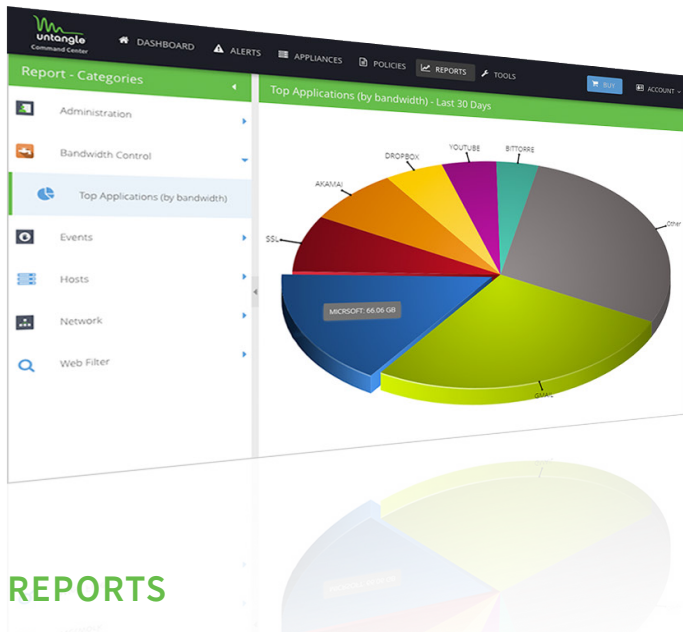 untangle
Command Center
DASHBOARD
ALERTS
APPLIANCES
POLICIES
REPORTS
TOOLS
BUY
ACCOUNT
Report - Categories
Top Applications (by bandwidth) - Last 30 Days
Administration
Bandwidth Control
Top Applications (by bandwidth)
Events
Hosts
Network
Web Filter
SSL
AKAMAI
DROPBOX
YOUTUBE
BITTORRE
Other
MICRSOFT: 66.06 GB
GMAIL
REPORTS